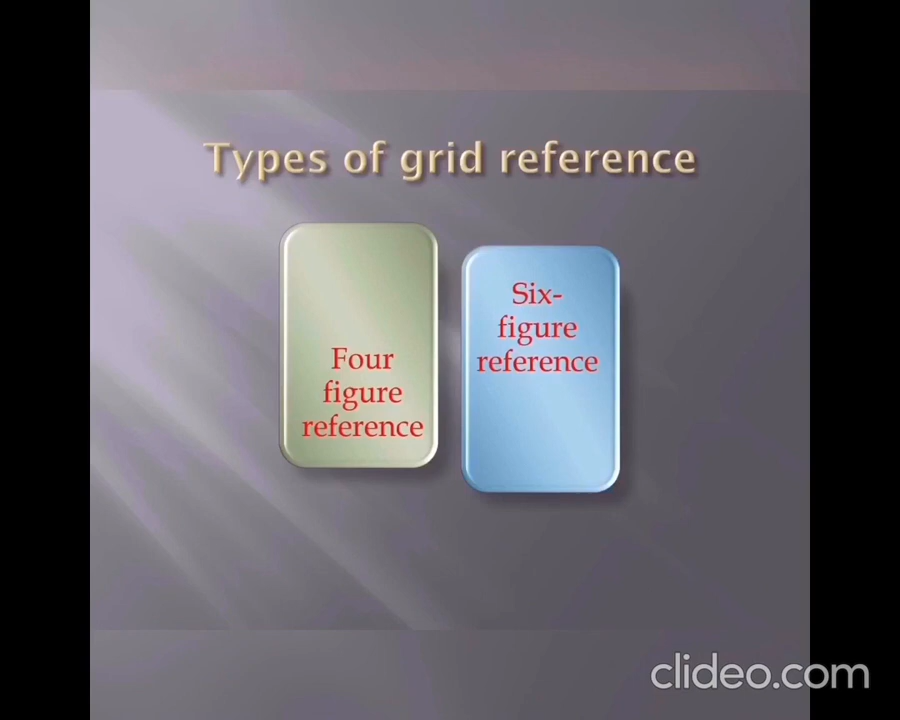 Types of grid reference
Four
figure
reference
Six-
figure
reference
clideo.com